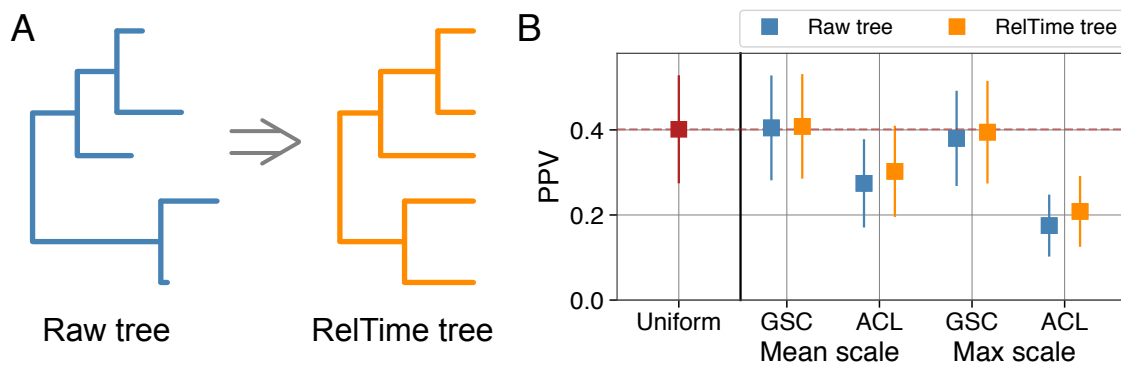 A
Raw tree
RelTime tree
B
Raw tree
RelTime tree
PPV
0.4
0.2
0.0
Uniform
GSC
ACL
GSC
ACL
Mean scale
Max scale